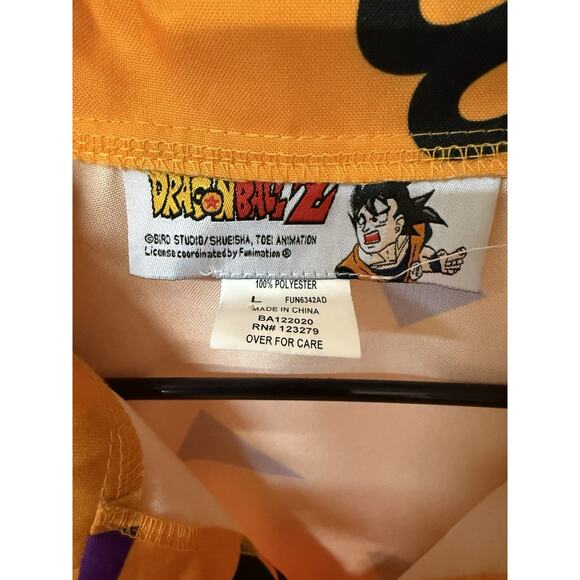 DRAGON BALL Z
©BIRD STUDIO/SHUEISHA, TOEI ANIMATION
License coordinated by Funimation ®
100% POLYESTER
L FUN6342AD
MADE IN CHINA
BA122020
RN# 123279
OVER FOR CARE